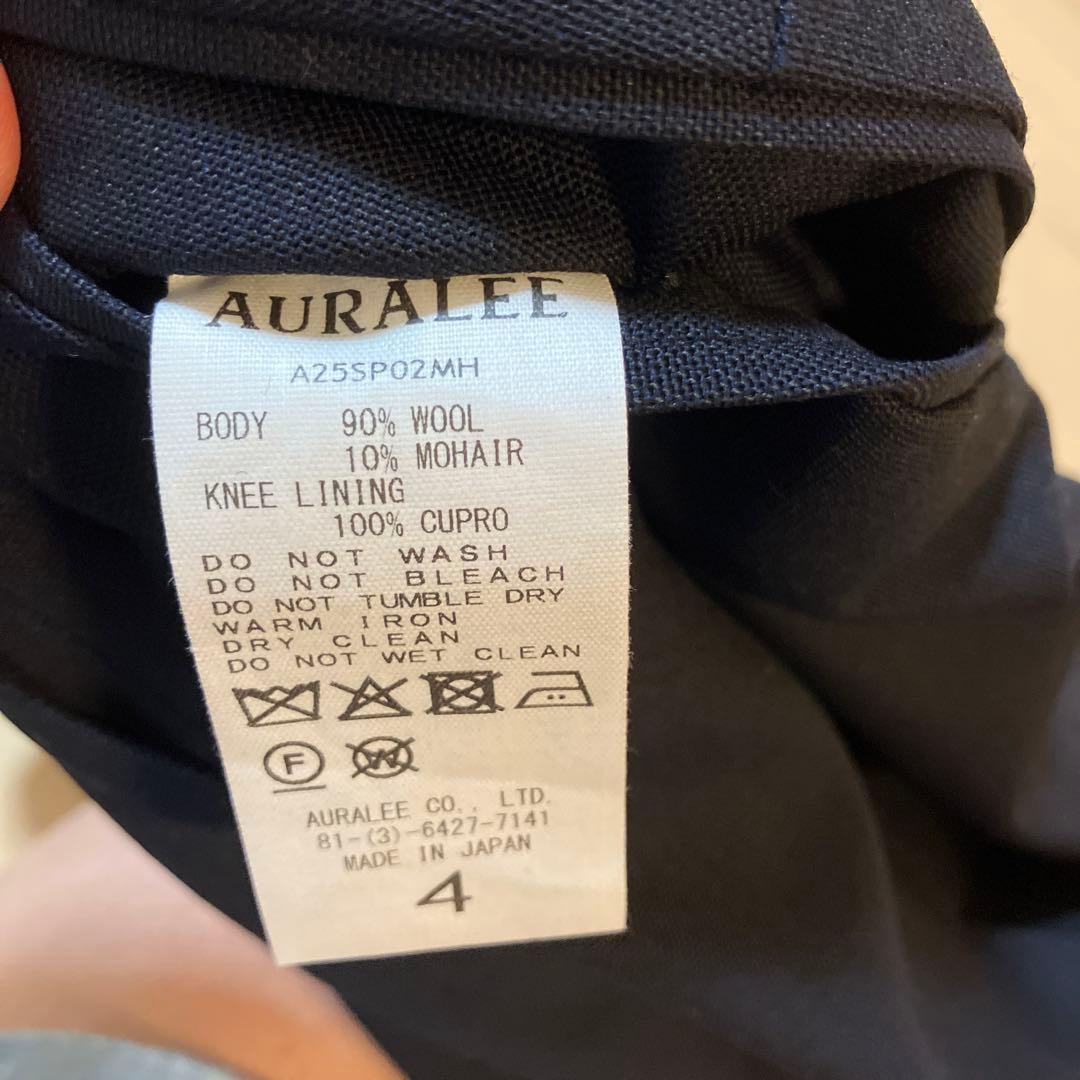 AURALEE
A25SP02MH
BODY 90% WOOL
10% MOHAIR
KNEE LINING
100% CUPRO
DO NOT WASH
DO NOT BLEACH
DO NOT TUMBLE DRY
WARM IRON
DRY CLEAN
DO NOT WET CLEAN
F W
AURALEE CO., LTD.
81-(3)-6427-7141
MADE IN JAPAN
4